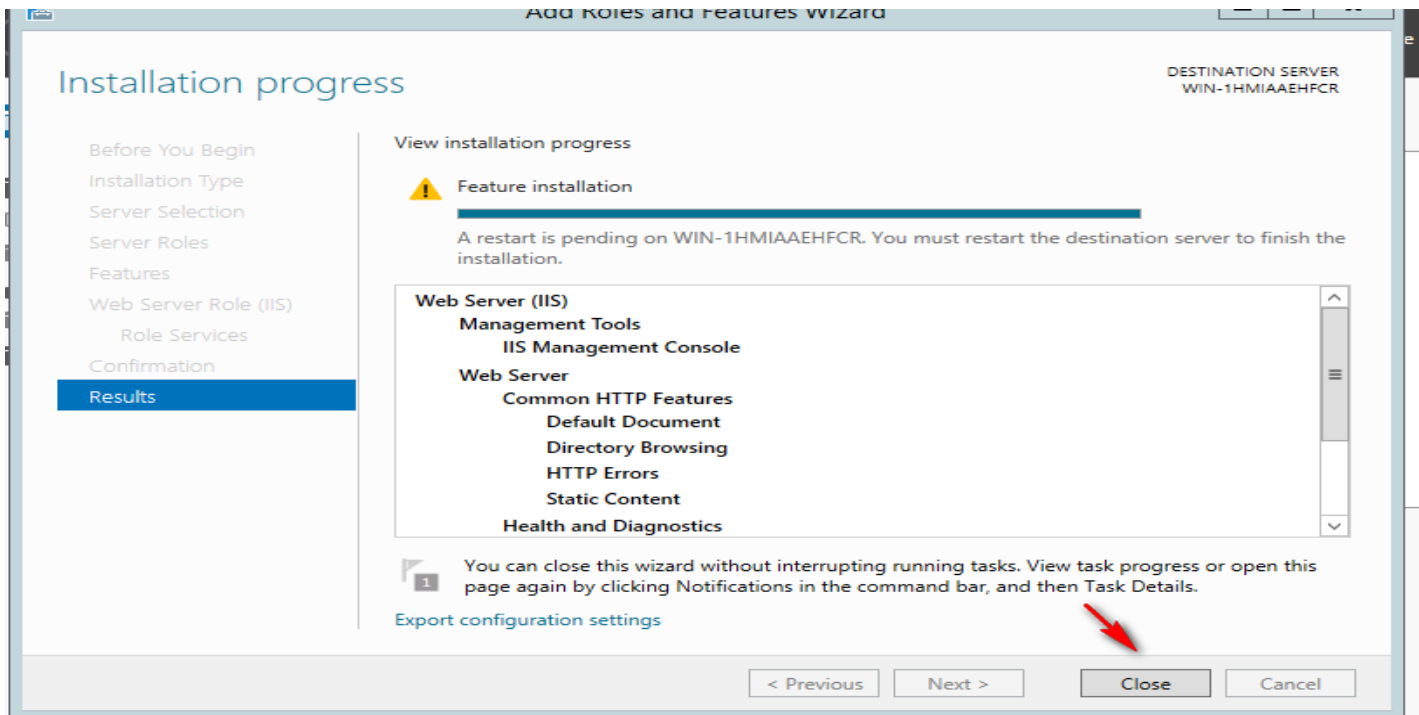 Add Roles and Features Wizard
Installation progress
DESTINATION SERVER
WIN-1HMIAAEHFCR
Before You Begin
Installation Type
Server Selection
Server Roles
Features
Web Server Role (IIS)
Role Services
Confirmation
Results
View installation progress
Feature installation
A restart is pending on WIN-1HMIAAEHFCR. You must restart the destination server to finish the
installation.
Web Server (IIS)
Management Tools
IIS Management Console
Web Server
Common HTTP Features
Default Document
Directory Browsing
HTTP Errors
Static Content
Health and Diagnostics
1
You can close this wizard without interrupting running tasks. View task progress or open this
page again by clicking Notifications in the command bar, and then Task Details.
Export configuration settings
< Previous
Next >
Close
Cancel